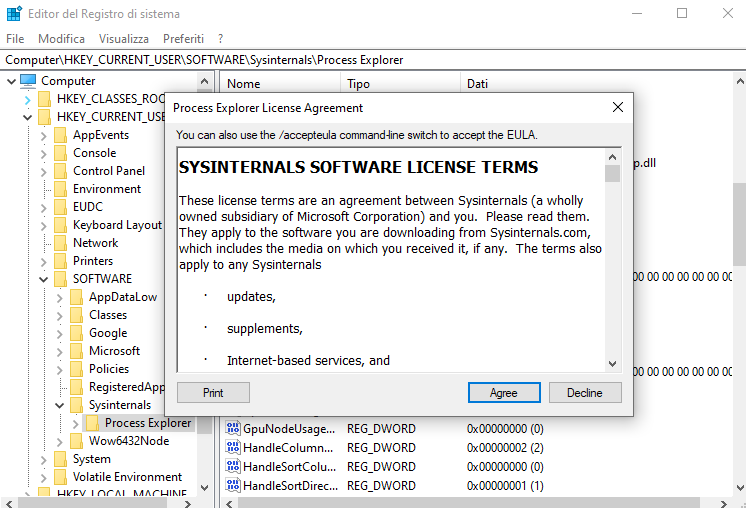 Editor del Registro di sistema
File Modifica Visualizza Preferiti ?
Computer\HKEY_CURRENT_USER\SOFTWARE\Sysinternals\Process Explorer
Computer
HKEY_CLASSES_ROO
HKEY_CURRENT_USE
AppEvents
Console
Control Panel
Environment
EUDC
Keyboard Layout
Network
Printers
SOFTWARE
AppDataLow
Classes
Google
Microsoft
Policies
RegisteredApp
Sysinternals
Process Explorer
Wow6432Node
System
Volatile Environment
HKEY_LOCAL_MACHINE
Nome Tipo Dati
p.dll
00 00 00 00 00 00 00
00 00 00 00 00 00
GpuNodeUsage... REG_DWORD 0x00000000 (0)
HandleColumn... REG_DWORD 0x00000002 (2)
HandleSortColu... REG_DWORD 0x00000000 (0)
HandleSortDirec... REG_DWORD 0x00000001 (1)
Process Explorer License Agreement
You can also use the /accepteula command-line switch to accept the EULA.
SYSINTERNALS SOFTWARE LICENSE TERMS
These license terms are an agreement between Sysinternals (a wholly
owned subsidiary of Microsoft Corporation) and you. Please read them.
They apply to the software you are downloading from Sysinternals.com,
which includes the media on which you received it, if any. The terms also
apply to any Sysinternals
· updates,
· supplements,
· Internet-based services, and
Print Agree Decline